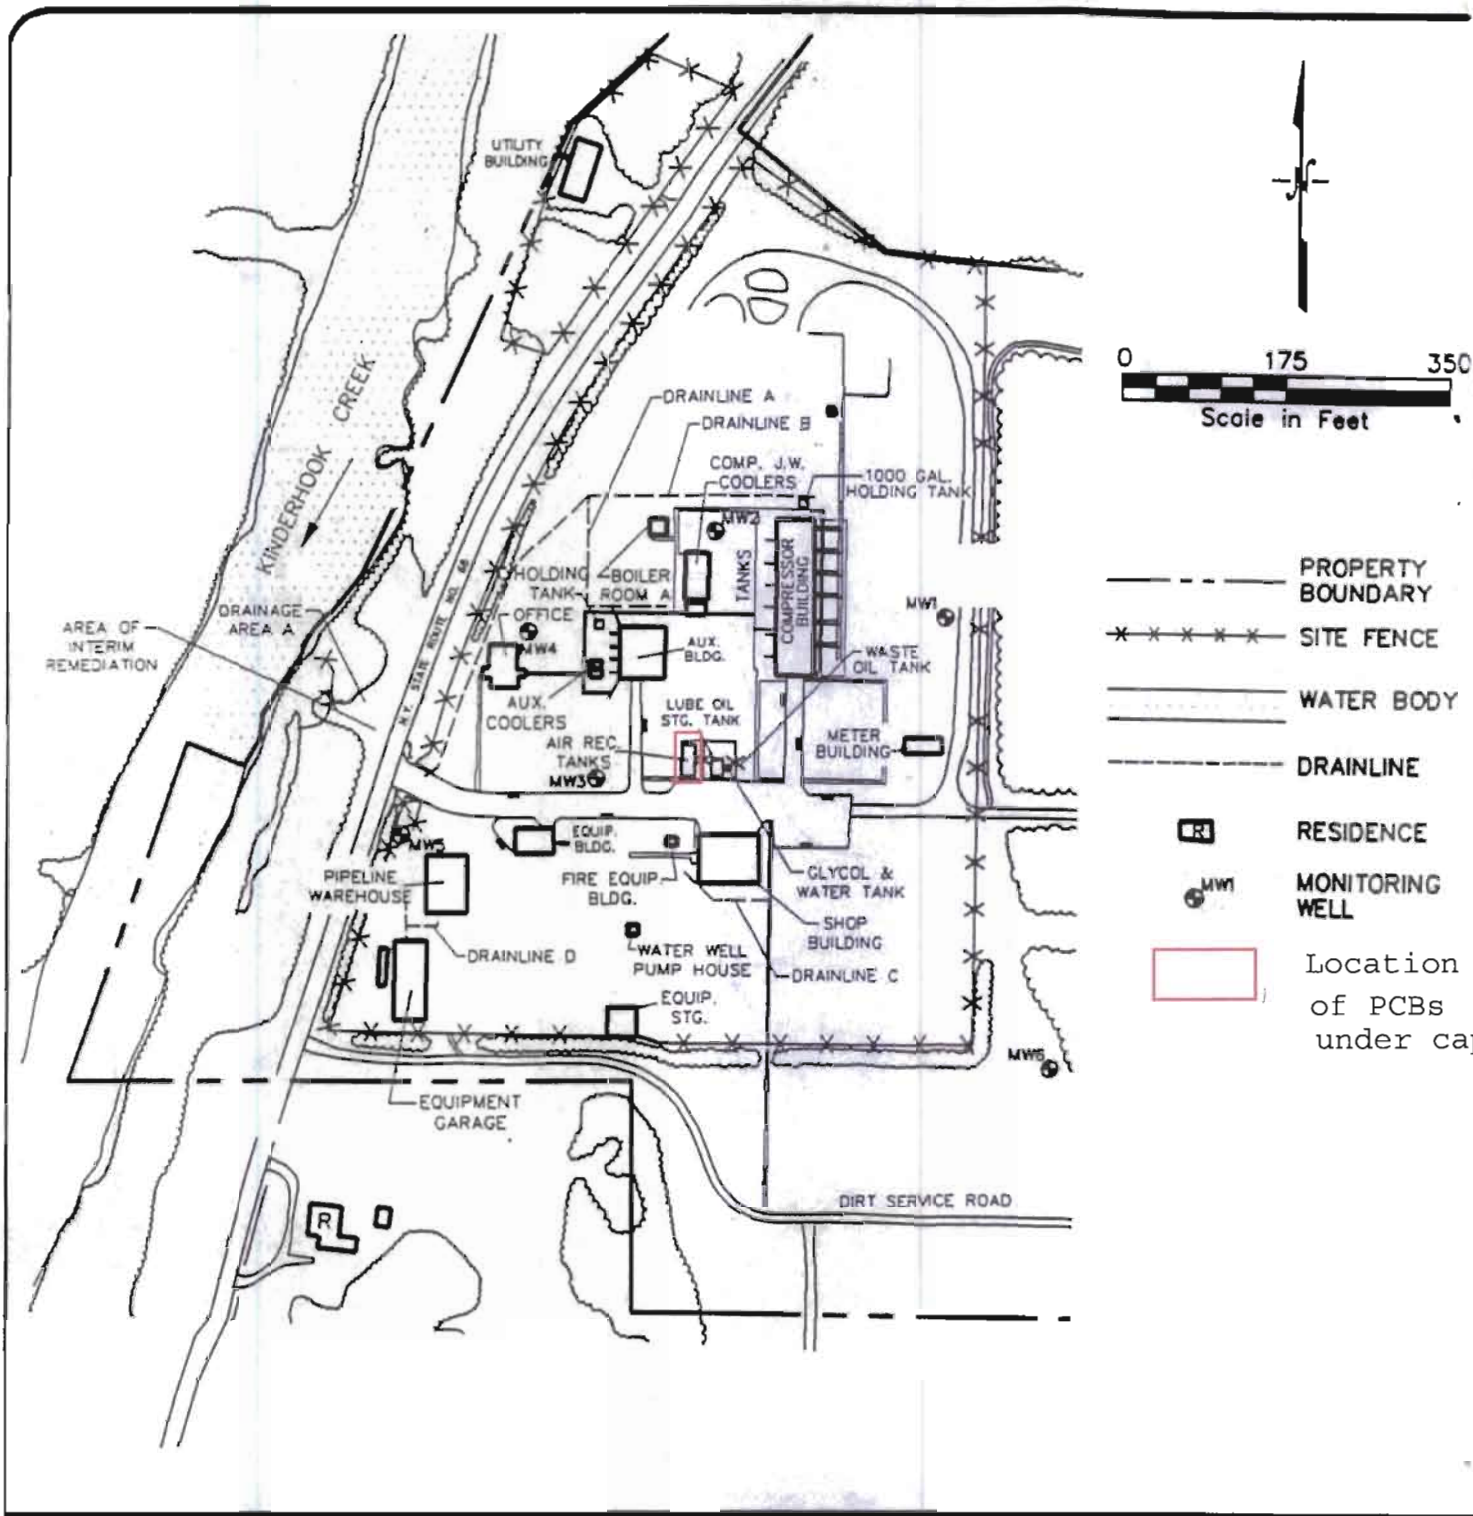 UTILITY
BUILDING
0 175 350
Scale in Feet
KINDERHOOK CREEK
DRAINLINE A
DRAINLINE B
COMP. J.W.
COOLERS
1000 GAL.
HOLDING TANK
MW2
TANKS
COMPRESSOR
BUILDING
HOLDING
TANK
BOILER
ROOM A
OFFICE
MW4
AUX.
BLDG.
MW1
WASTE
OIL TANK
DRAINAGE
AREA A
AREA OF
INTERIM
REMEDIATION
N.Y. STATE ROUTE NO. 66
AUX.
COOLERS
LUBE OIL
STG. TANK
AIR REC.
TANKS
MW3
METER
BUILDING
MW5
EQUIP.
BLDG.
PIPELINE
WAREHOUSE
FIRE EQUIP.
BLDG.
GLYCOL &
WATER TANK
SHOP
BUILDING
DRAINLINE D
WATER WELL
PUMP HOUSE
DRAINLINE C
EQUIP.
STG.
MW6
EQUIPMENT
GARAGE
DIRT SERVICE ROAD
R
PROPERTY
BOUNDARY
SITE FENCE
WATER BODY
DRAINLINE
R RESIDENCE
MW1 MONITORING
WELL
Location
of PCBs
under ca